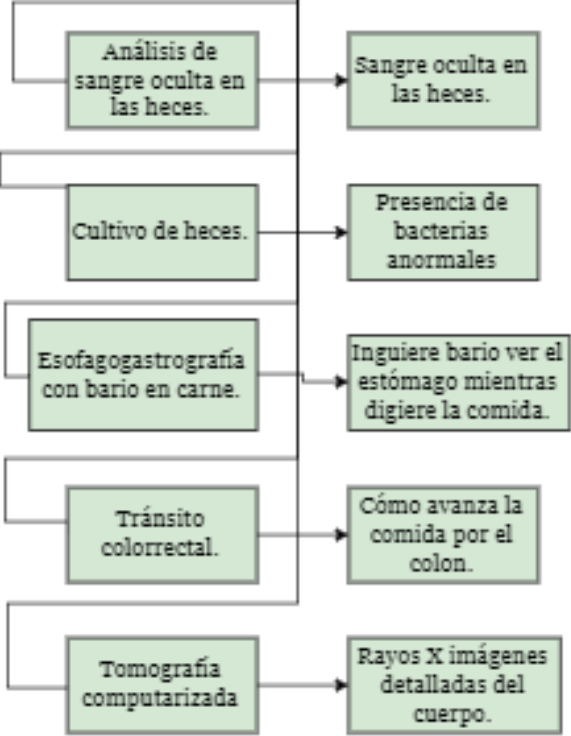 Análisis de
sangre oculta en
las heces.
Sangre oculta en
las heces.
Cultivo de heces.
Presencia de
bacterias
anormales
Esofagogastrografía
con bario en carne.
Inguiere bario ver el
estómago mientras
digiere la comida.
Tránsito
colorrectal.
Cómo avanza la
comida por el
colon.
Tomografía
computarizada
Rayos X imágenes
detalladas del
cuerpo.